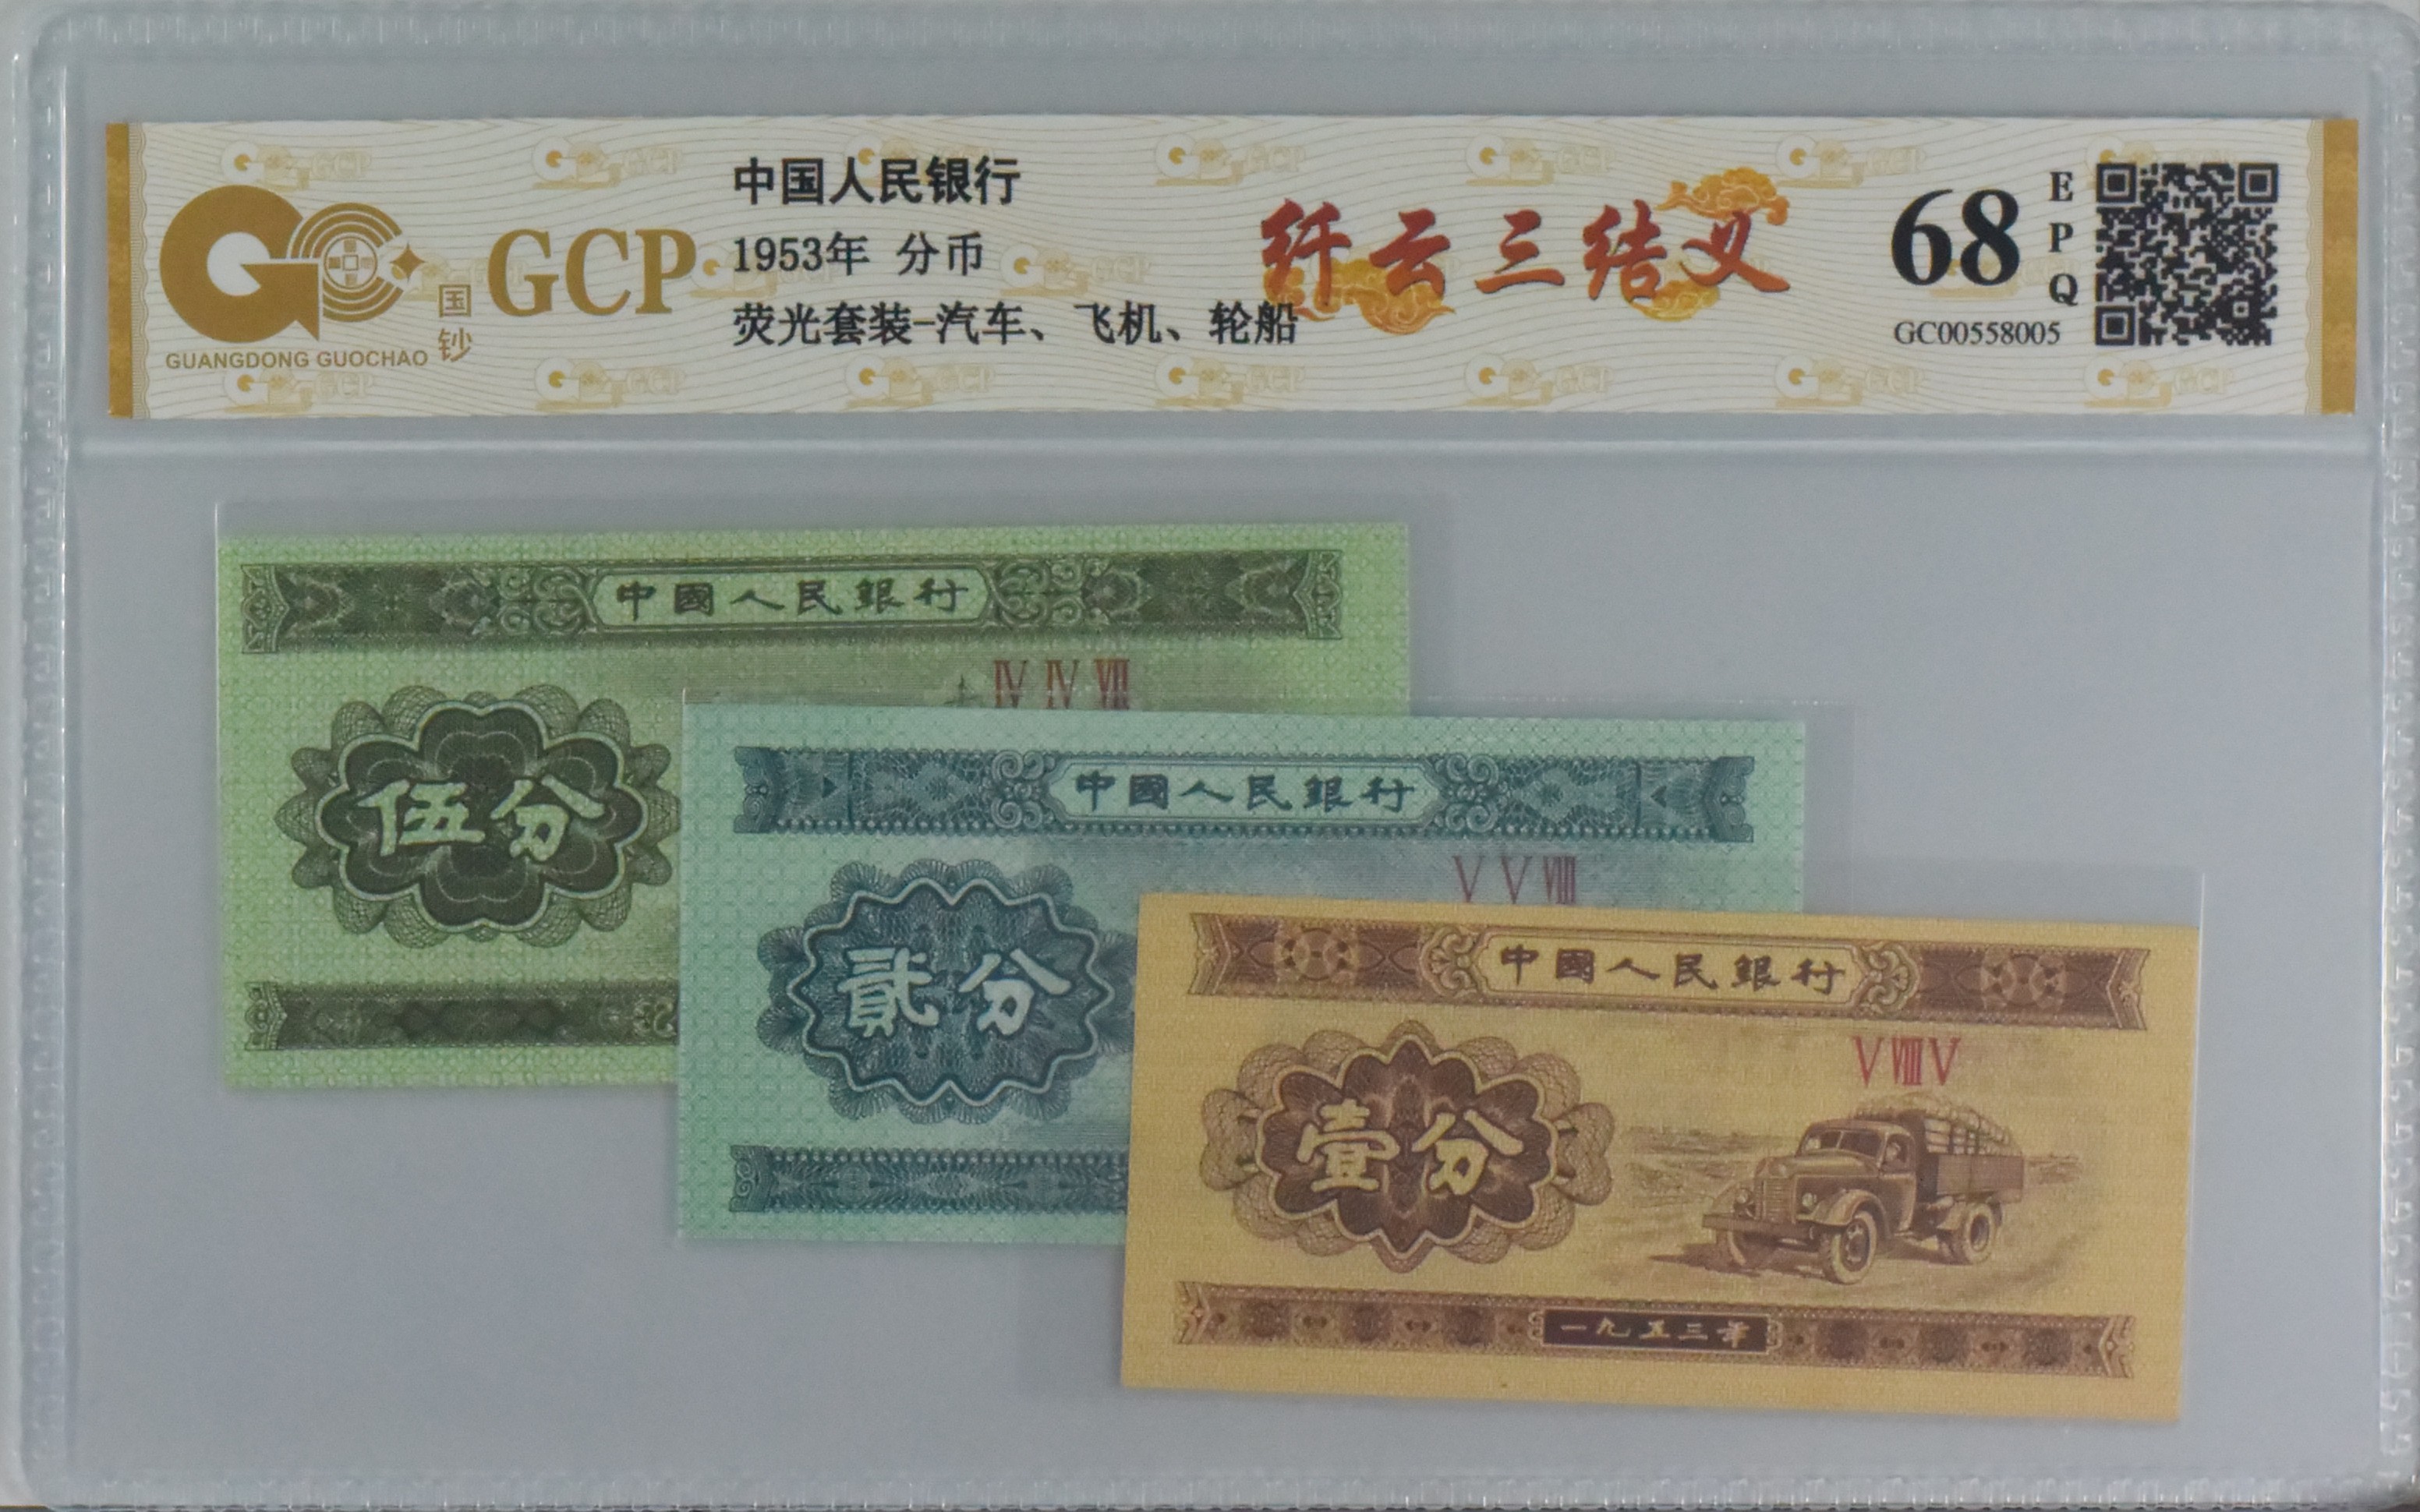 GCP
国钞
GUANGDONG GUOCHAO
中国人民银行
1953年 分币
荧光套装-汽车、飞机、轮船
纤云三结义
68
EPQ
GC00558005
中國人民銀行
ⅣⅣⅦ
伍分
中國人民銀行
ⅤⅤⅧ
貳分
中國人民銀行
ⅤⅧⅤ
壹分
一九五三年